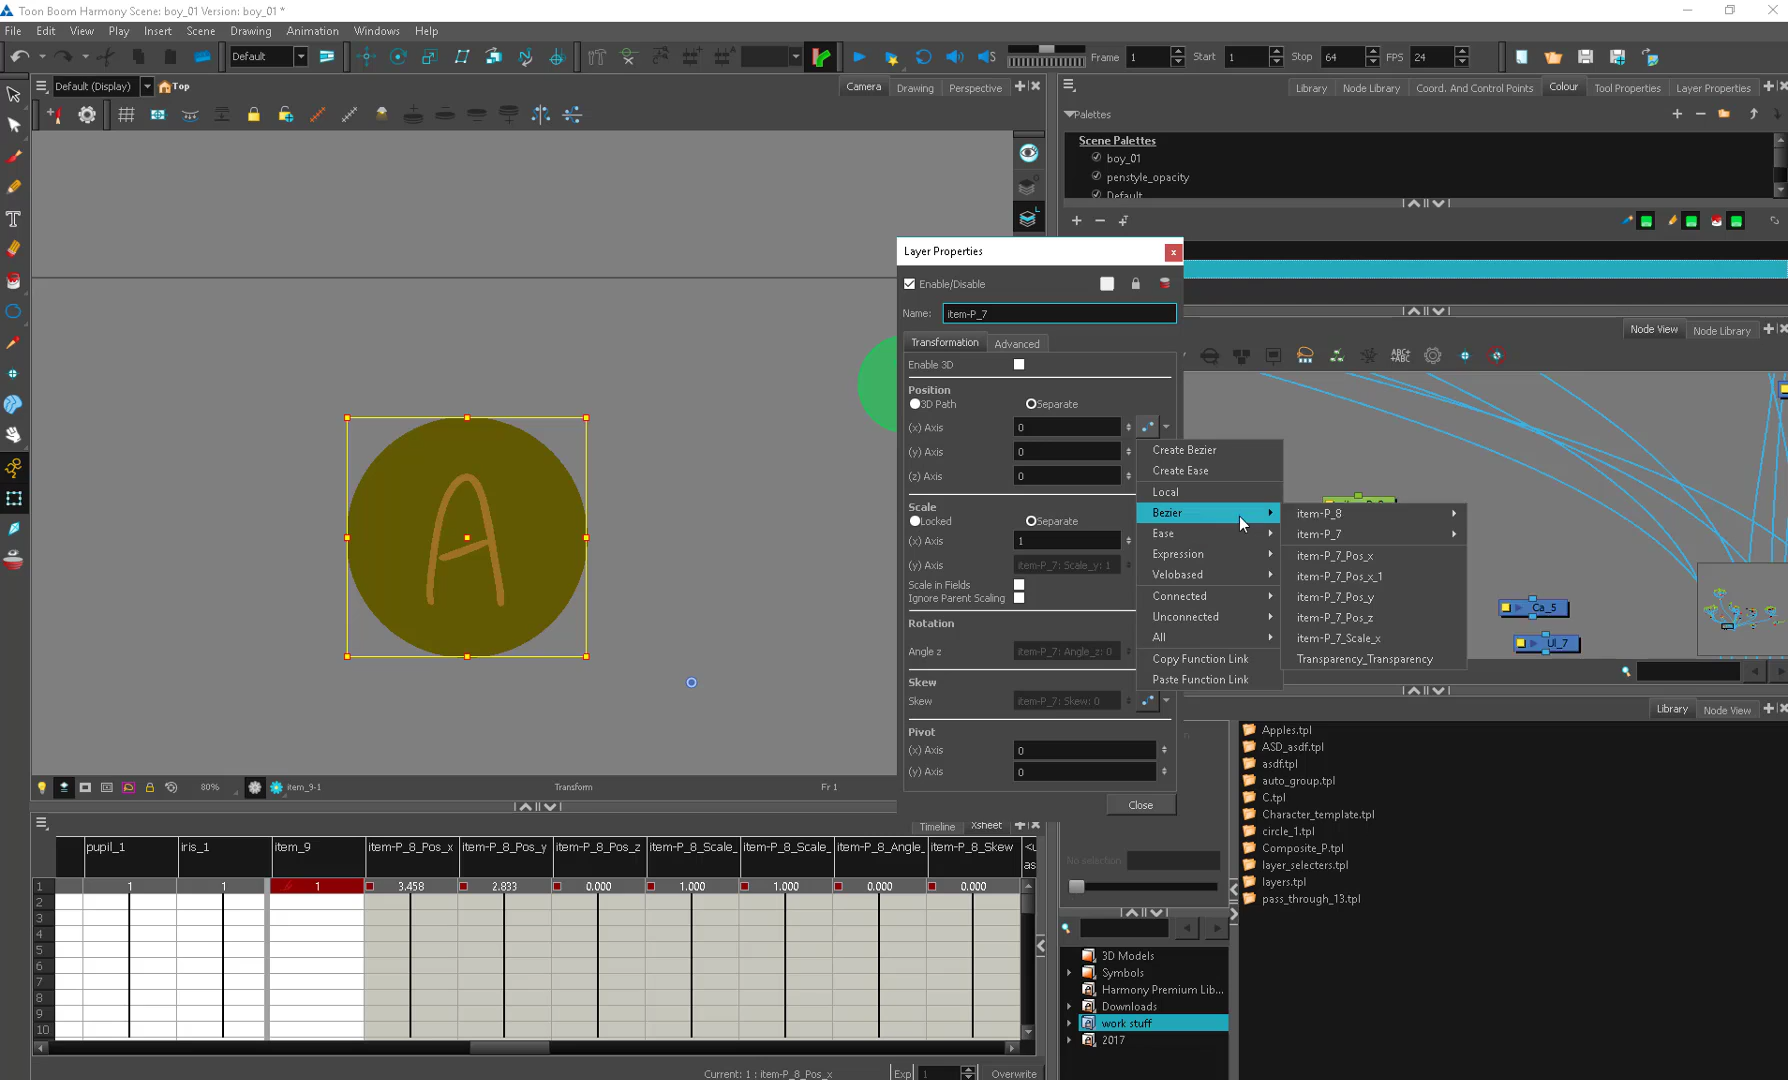 Toon Boom Harmony Scene: boy_01 Version: boy_01 *
File Edit View Play Insert Scene Drawing Animation Windows Help
Default Frame 1 Start 1 Stop 64 FPS 24
Default (Display) Top Camera Drawing Perspective
Library Node Library Coord. And Control Points Colour Tool Properties Layer Properties
Palettes
Scene Palettes
boy_01
penstyle_opacity
Default
Layer Properties
Enable/Disable
Name: item-P_7
Transformation Advanced
Enable 3D
Position
3D Path Separate
(x) Axis 0
(y) Axis 0
(z) Axis 0
Scale
Locked Separate
(x) Axis 1
(y) Axis item-P_7: Scale_y: 1
Scale in Fields
Ignore Parent Scaling
Rotation
Angle z item-P_7: Angle_z: 0
Skew
Skew item-P_7: Skew: 0
Pivot
(x) Axis 0
(y) Axis 0
Close
Create Bezier
Create Ease
Local
Bezier
Ease
Expression
Velobased
Connected
Unconnected
All
Copy Function Link
Paste Function Link
item-P_8
item-P_7
item-P_7_Pos_x
item-P_7_Pos_x_1
item-P_7_Pos_y
item-P_7_Pos_z
item-P_7_Scale_x
Transparency_Transparency
Node View Node Library
ABC+
+ABC
Ca_5
UI_7
A
80% item_9-1 Transform Fr 1
Timeline Xsheet
pupil_1 iris_1 item_9 item-P_8_Pos_x item-P_8_Pos_y item-P_8_Pos_z item-P_8_Scale_ item-P_8_Scale_ item-P_8_Angle_ item-P_8_Skew <u
as
1 1 1 1 3.458 2.833 0.000 1.000 1.000 0.000 0.000
2
3
4
5
6
7
8
9
10
Current: 1 : item-P_8_Pos_x Exp 1 Overwrite
No selection
Library Node View
Apples.tpl
ASD_asdf.tpl
asdf.tpl
auto_group.tpl
C.tpl
Character_template.tpl
circle_1.tpl
Composite_P.tpl
layer_selecters.tpl
layers.tpl
pass_through_13.tpl
3D Models
Symbols
Harmony Premium Lib...
Downloads
work stuff
2017